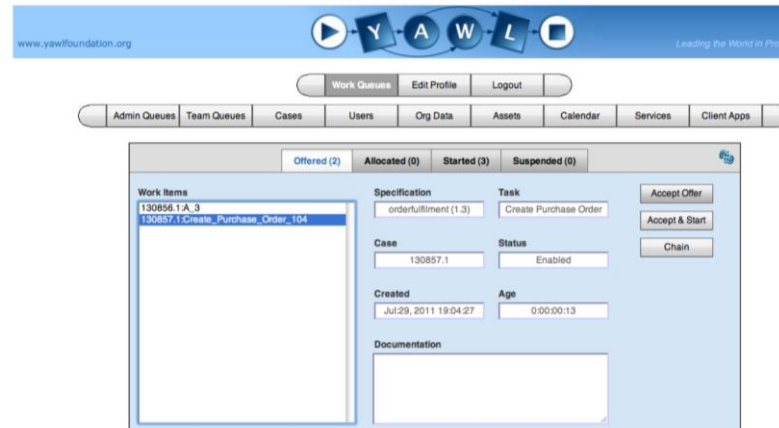 www.yawlfoundation.org
Y A W L
Leading the World in Pro
Work Queues Edit Profile Logout
Admin Queues Team Queues Cases Users Org Data Assets Calendar Services Client Apps
Offered (2) Allocated (0) Started (3) Suspended (0)
Work Items Specification Task
130856.1:A_3
130857.1:Create_Purchase_Order_104
orderfulfilment (1.3) Create Purchase Order
Accept Offer
Accept & Start
Chain
Case Status
130857.1 Enabled
Created Age
Jul:29, 2011 19:04:27 0:00:00:13
Documentation